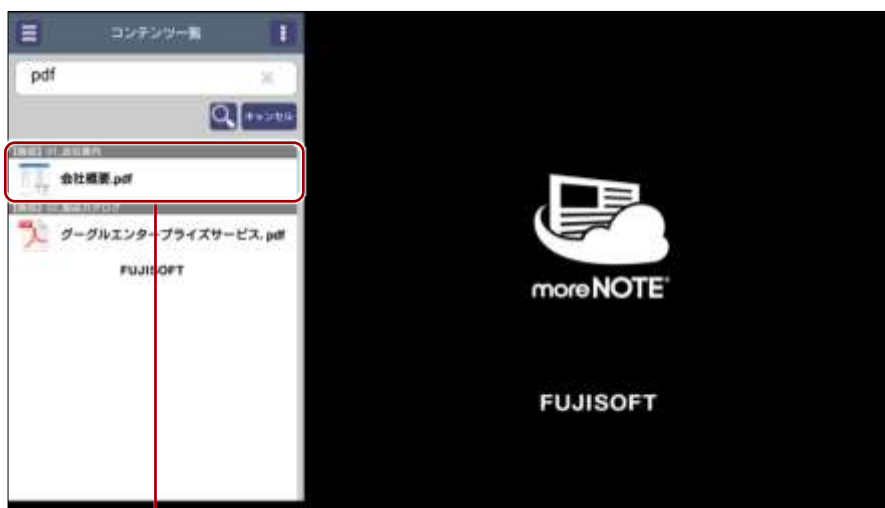 コンテンツ一覧
pdf
キャンセル
会社概要.pdf
グーグルエンタープライズサービス.pdf
FUJISOFT
moreNOTE
FUJISOFT